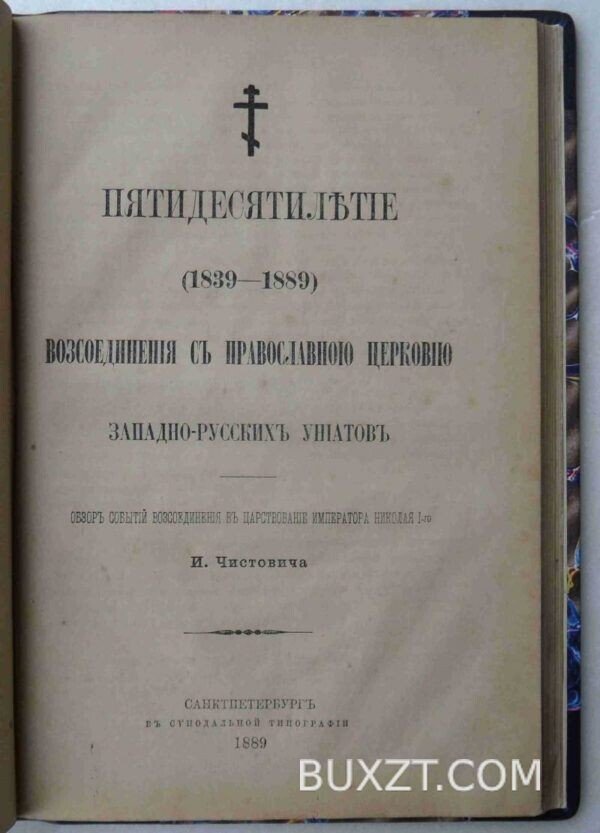 ПЯТИДЕСЯТИЛѢТІЕ
(1839—1889)
ВОЗСОЕДИНЕНІЯ СЪ ПРАВОСЛАВНОЮ ЦЕРКОВІЮ
ЗАПАДНО-РУССКИХЪ УНІАТОВЪ
ОБЗОРЪ СОБЫТІЙ ВОЗСОЕДИНЕНІЯ ВЪ ЦАРСТВОВАНІЕ ИМПЕРАТОРА НИКОЛАЯ I-го
И. Чистовича
САНКТПЕТЕРБУРГЪ
ВЪ СѴНОДАЛЬНОЙ ТИПОГРАФІИ
1889
BUXZT.COM